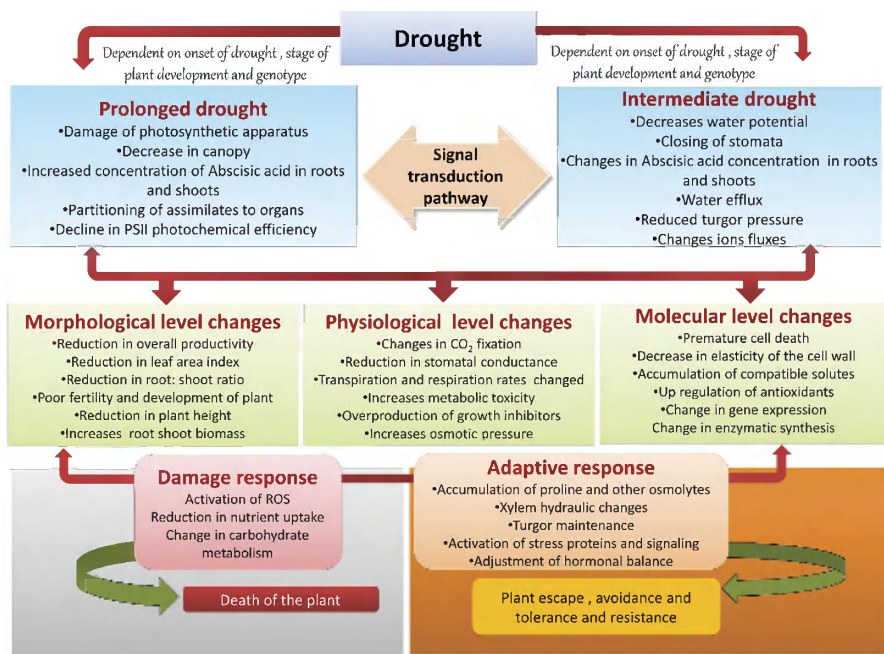 Drought
Dependent on onset of drought , stage of
plant development and genotype
Dependent on onset of drought , stage of
plant development and genotype
Prolonged drought
•Damage of photosynthetic apparatus
•Decrease in canopy
•Increased concentration of Abscisic acid in roots
and shoots
•Partitioning of assimilates to organs
•Decline in PSII photochemical efficiency
Signal
transduction
pathway
Intermediate drought
•Decreases water potential
•Closing of stomata
•Changes in Abscisic acid concentration in roots
and shoots
•Water efflux
•Reduced turgor pressure
•Changes ions fluxes
Morphological level changes
•Reduction in overall productivity
•Reduction in leaf area index
•Reduction in root: shoot ratio
•Poor fertility and development of plant
•Reduction in plant height
•Increases root shoot biomass
Physiological level changes
•Changes in CO₂ fixation
•Reduction in stomatal conductance
•Transpiration and respiration rates changed
•Increases metabolic toxicity
•Overproduction of growth inhibitors
•Increases osmotic pressure
Molecular level changes
•Premature cell death
•Decrease in elasticity of the cell wall
•Accumulation of compatible solutes
•Up regulation of antioxidants
•Change in gene expression
Change in enzymatic synthesis
Damage response
Activation of ROS
Reduction in nutrient uptake
Change in carbohydrate
metabolism
Adaptive response
•Accumulation of proline and other osmolytes
•Xylem hydraulic changes
•Turgor maintenance
•Activation of stress proteins and signaling
•Adjustment of hormonal balance
Death of the plant
Plant escape , avoidance and
tolerance and resistance